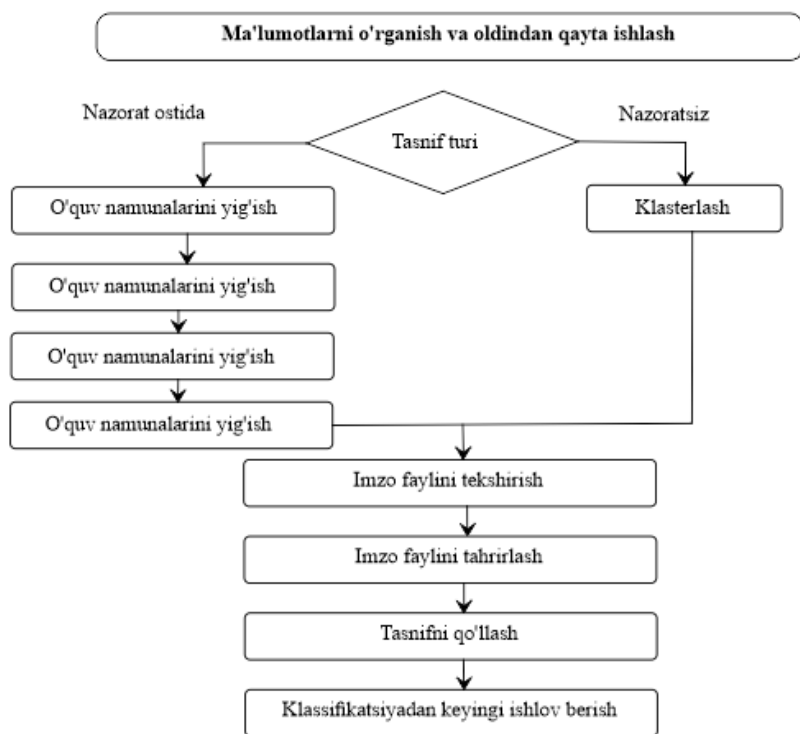 Ma'lumotlarni o'rganish va oldindan qayta ishlash
Nazorat ostida
Nazoratsiz
Tasnif turi
O'quv namunalarini yig'ish
Klasterlash
O'quv namunalarini yig'ish
O'quv namunalarini yig'ish
O'quv namunalarini yig'ish
Imzo faylini tekshirish
Imzo faylini tahrirlash
Tasnifni qo'llash
Klassifikatsiyadan keyingi ishlov berish